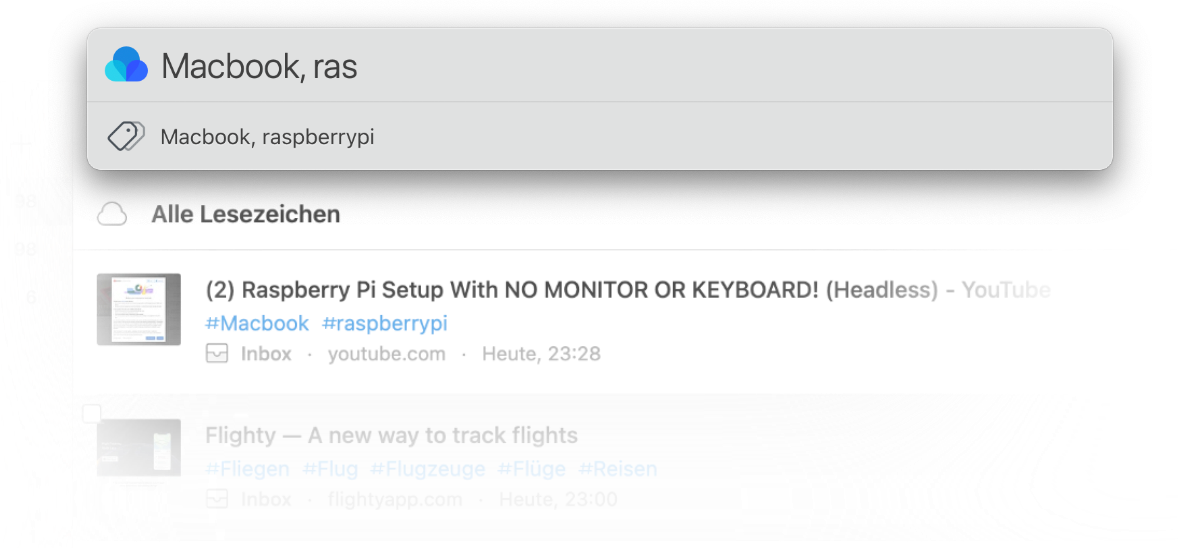 Macbook, ras
Macbook, raspberrypi
Alle Lesezeichen
(2) Raspberry Pi Setup With NO MONITOR OR KEYBOARD! (Headless) - YouTube
#Macbook #raspberrypi
Inbox · youtube.com · Heute, 23:28
Flighty — A new way to track flights
#Fliegen #Flug #Flugzeuge #Flüge #Reisen
Inbox · flightyapp.com · Heute, 23:00